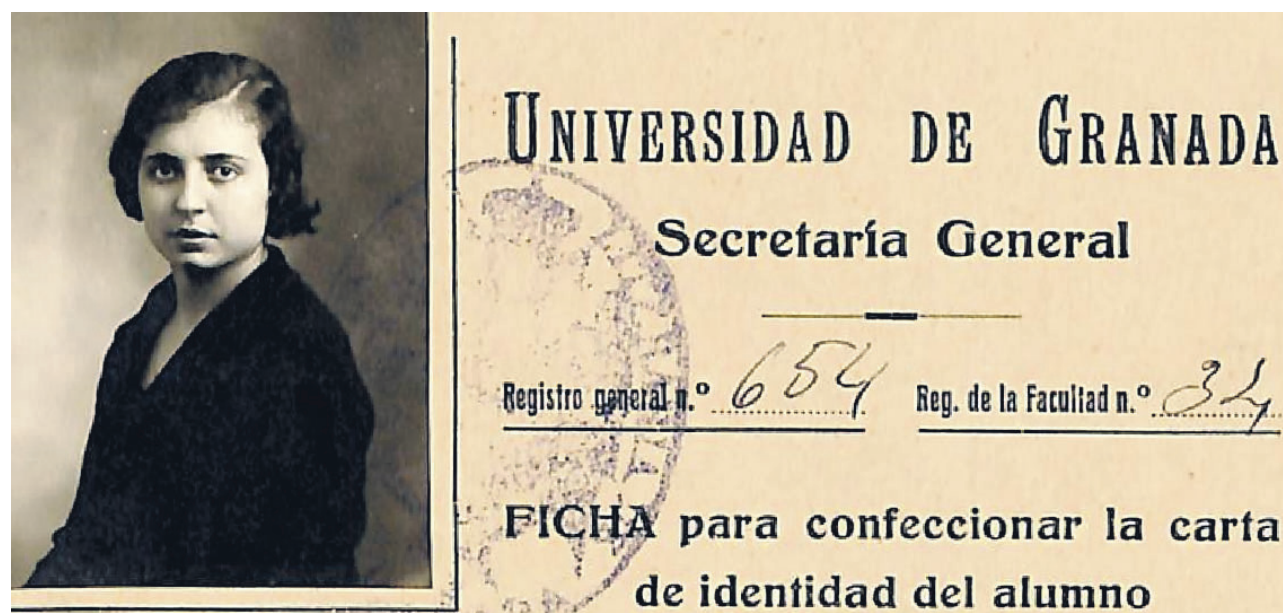 UNIVERSIDAD DE GRANADA
Secretaría General
Registro general n.º 654 Reg. de la Facultad n.º 34
FICHA para confeccionar la carta
de identidad del alumno